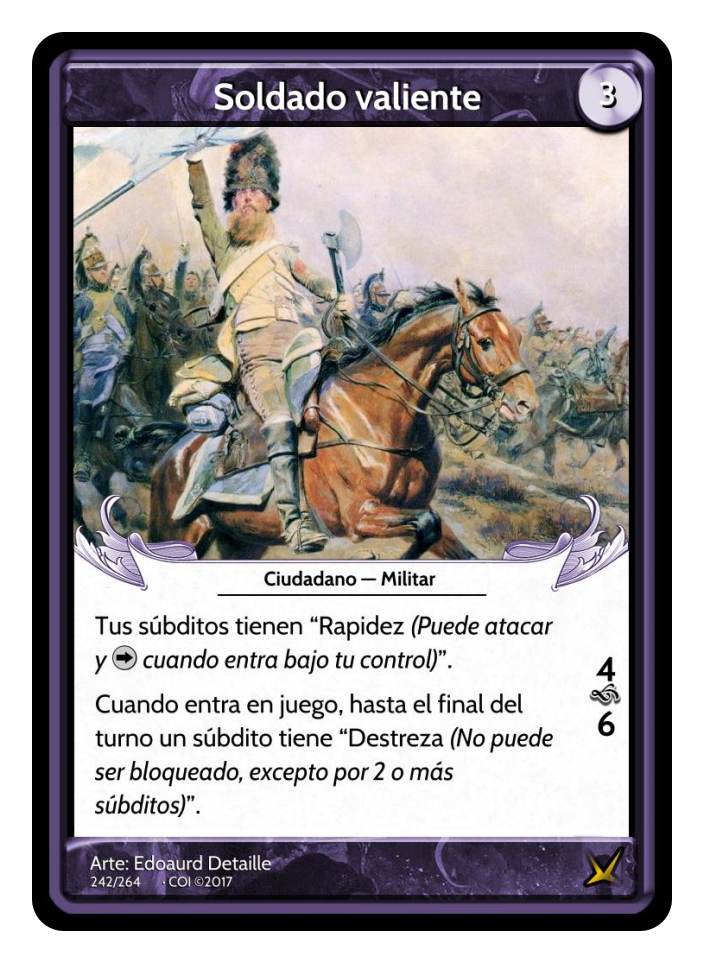 Soldado valiente
3
Ciudadano — Militar
Tus súbditos tienen “Rapidez (Puede atacar
y ➡ cuando entra bajo tu control)”.
Cuando entra en juego, hasta el final del
turno un súbdito tiene “Destreza (No puede
ser bloqueado, excepto por 2 o más
súbditos)”.
4
6
Arte: Edoaurd Detaille
242/264 · COI ©2017